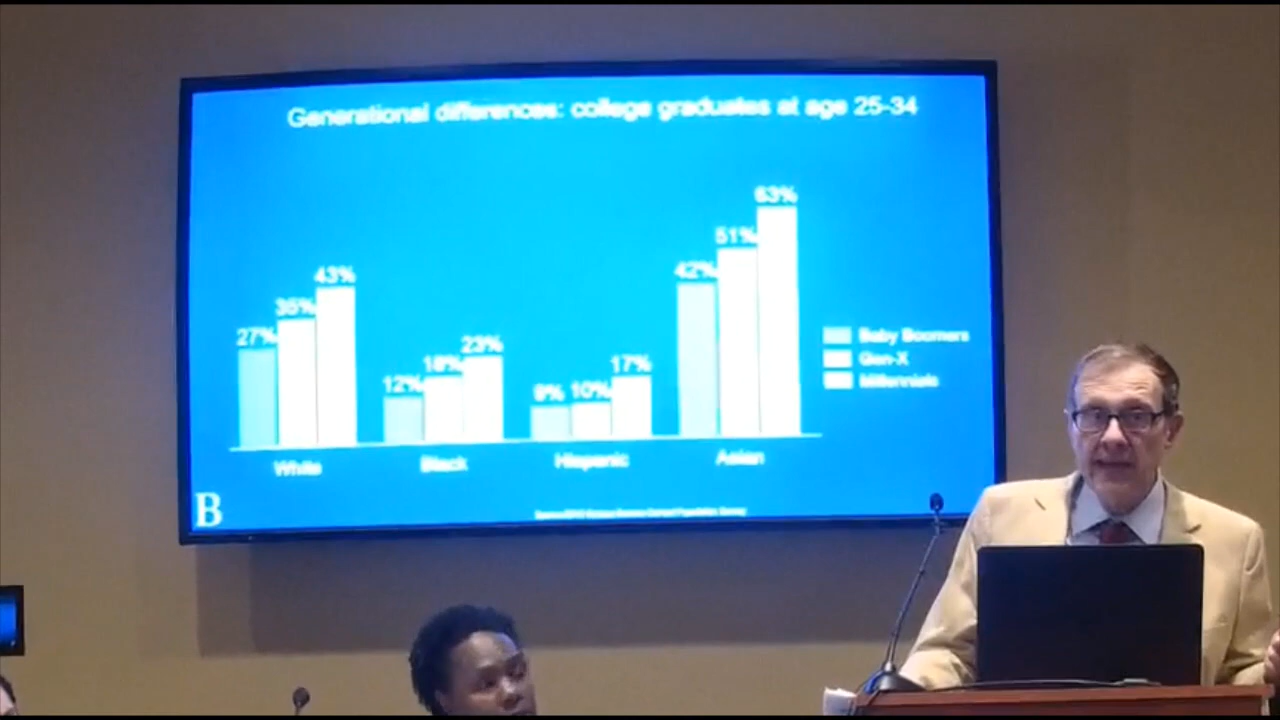 Generational differences: college graduates at age 25-34
27% 35% 43%
12% 18% 23%
9% 10% 17%
42% 51% 63%
Baby Boomers
Gen-X
Millennials
White Black Hispanic Asian
B